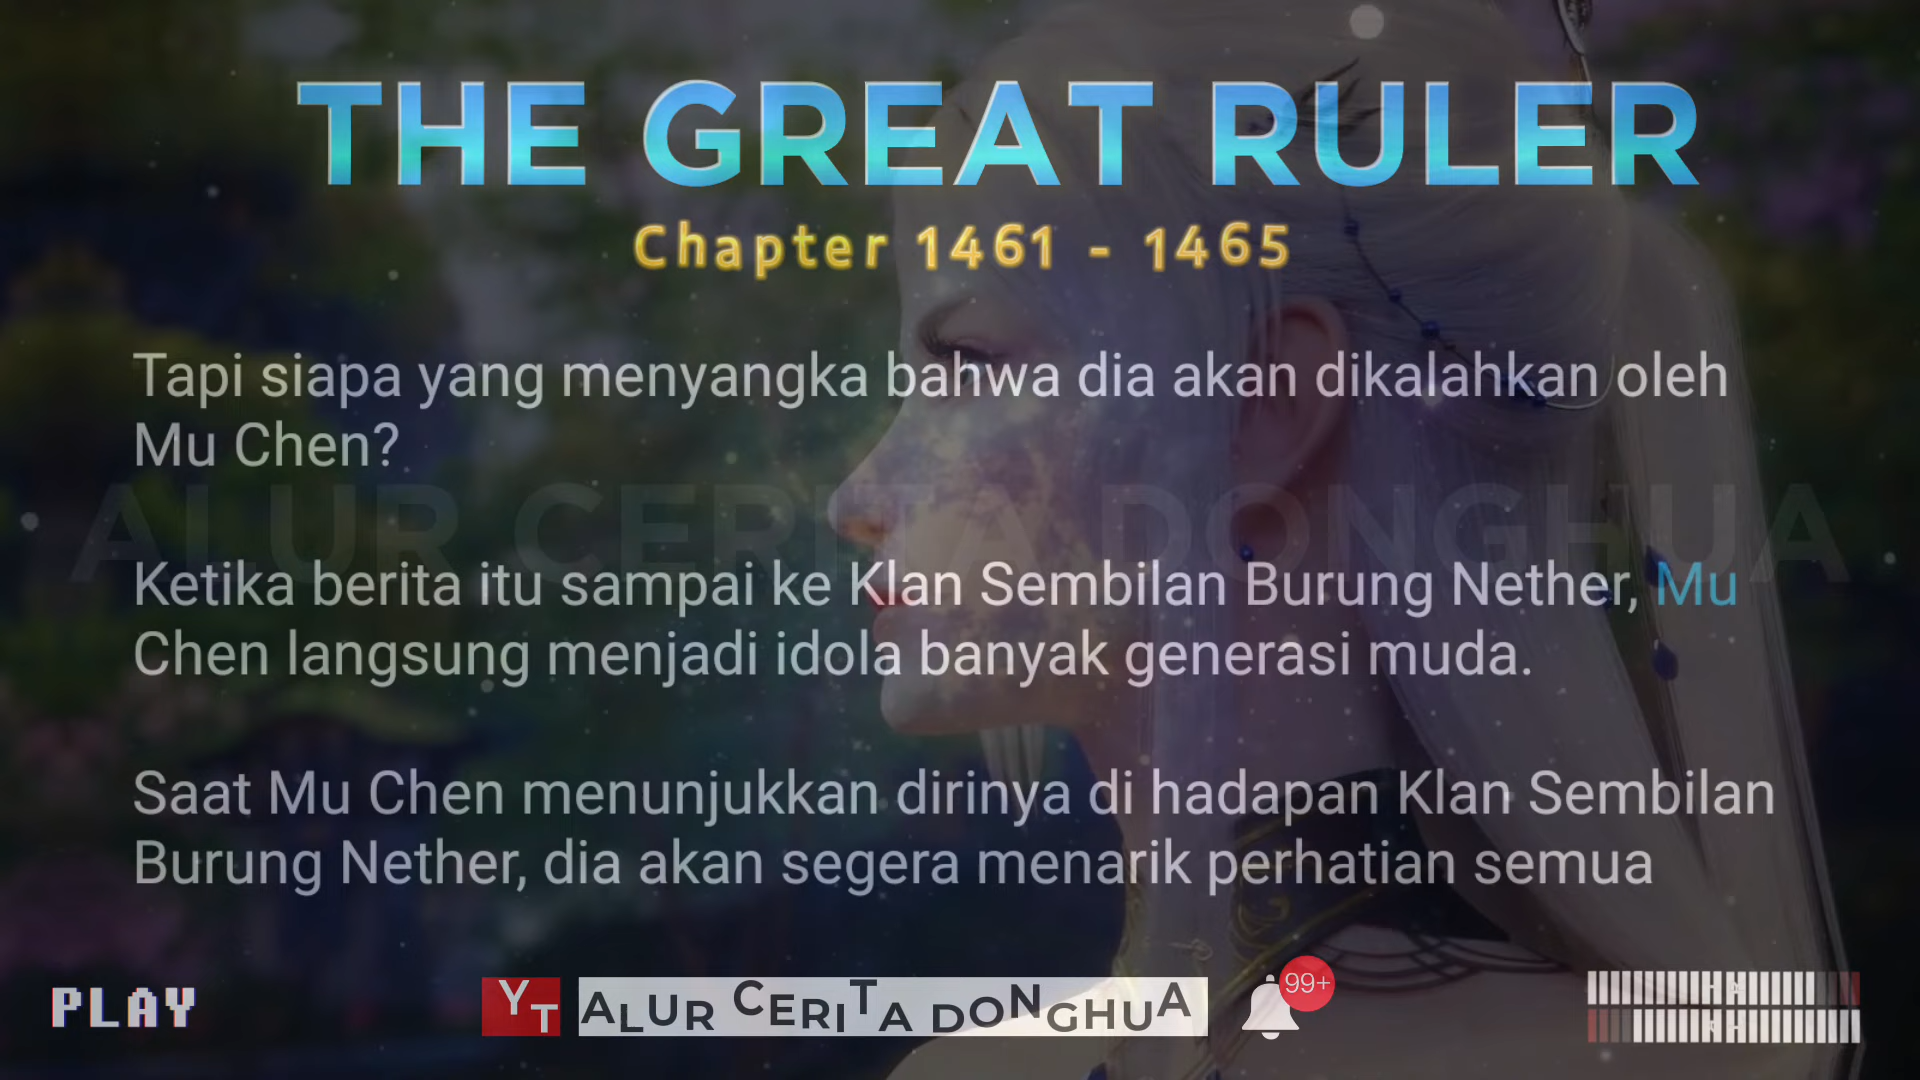 THE GREAT RULER
Chapter 1461 - 1465
Tapi siapa yang menyangka bahwa dia akan dikalahkan oleh
Mu Chen?
ALUR CERITA DONGHUA
Ketika berita itu sampai ke Klan Sembilan Burung Nether, Mu
Chen langsung menjadi idola banyak generasi muda.
Saat Mu Chen menunjukkan dirinya di hadapan Klan Sembilan
Burung Nether, dia akan segera menarik perhatian semua
PLAY
YT ALUR CERITA DONGHUA 99+